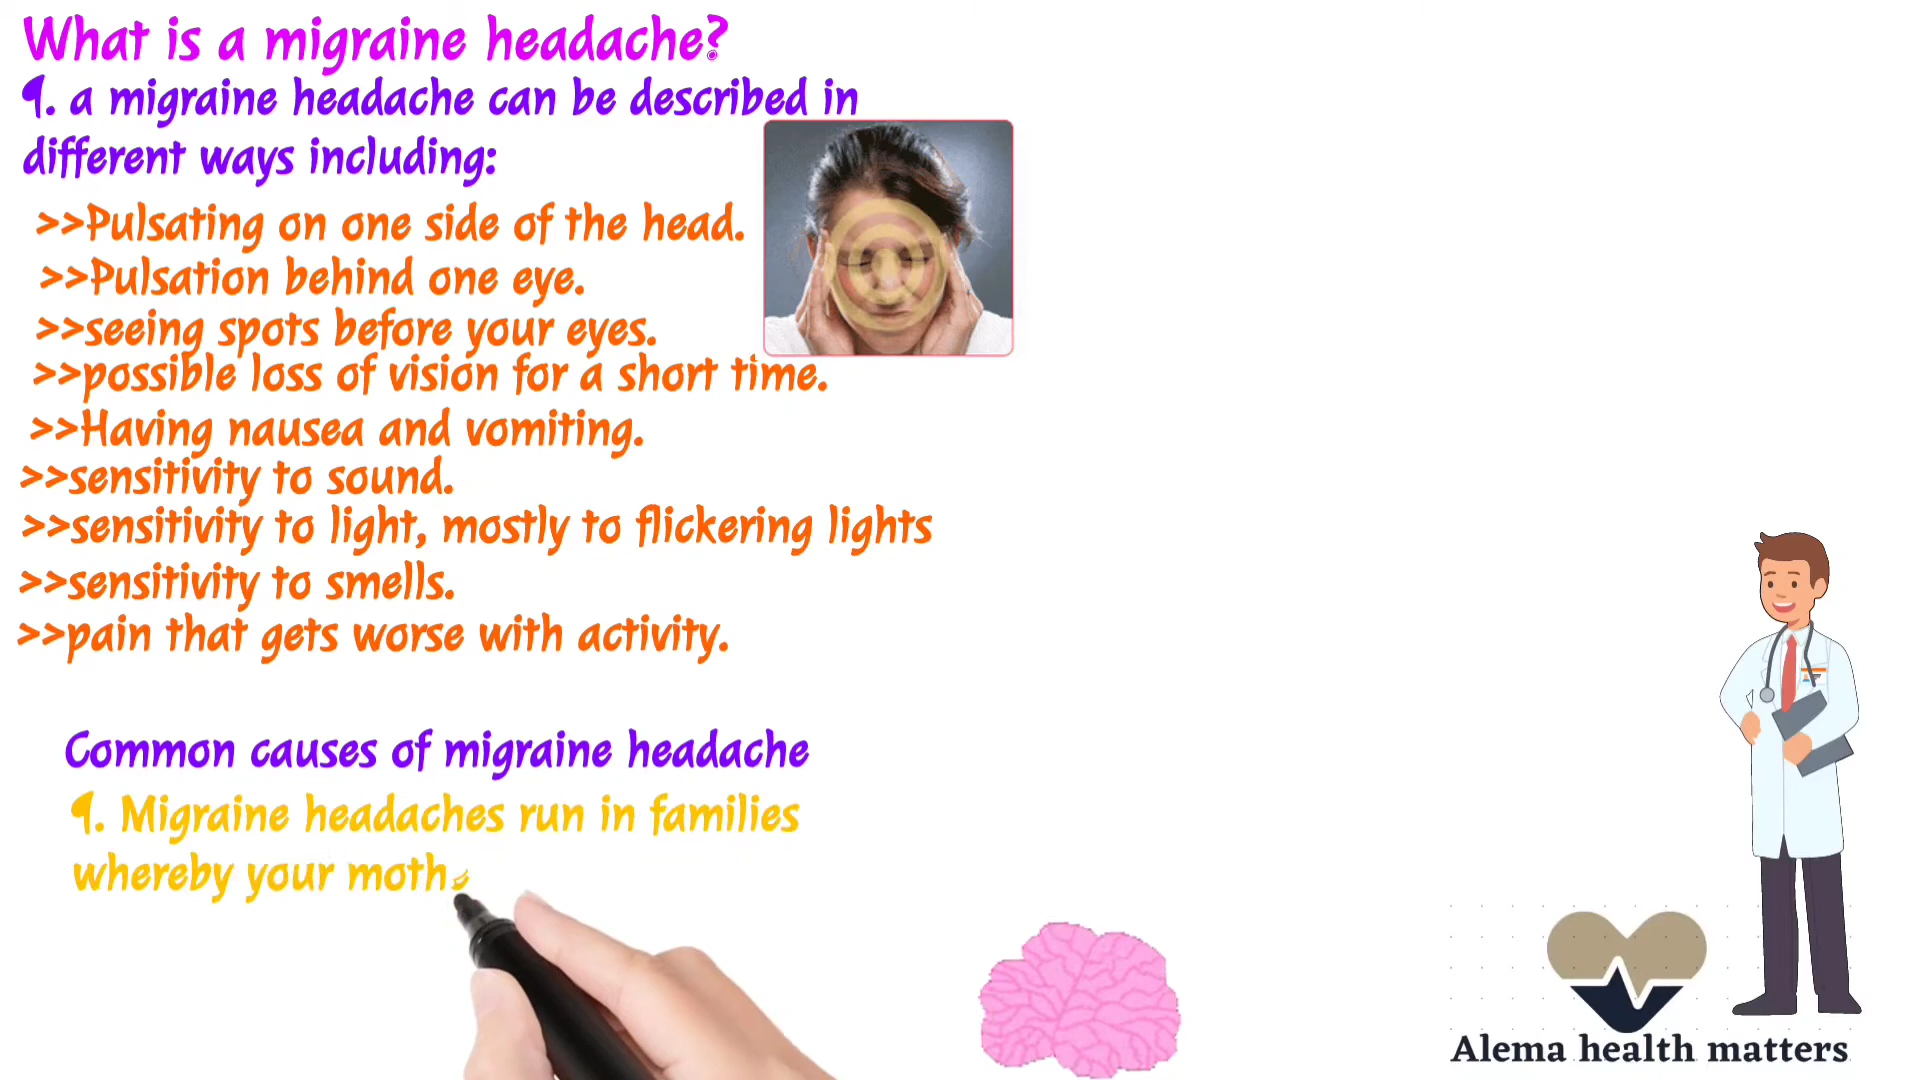 What is a migraine headache?
¶. a migraine headache can be described in
different ways including:
>>Pulsating on one side of the head.
>>Pulsation behind one eye.
>>seeing spots before your eyes.
>>possible loss of vision for a short time.
>>Having nausea and vomiting.
>>sensitivity to sound.
>>sensitivity to light, mostly to flickering lights
>>sensitivity to smells.
>>pain that gets worse with activity.
Common causes of migraine headache
¶. Migraine headaches run in families
whereby your moth
Alema health matters